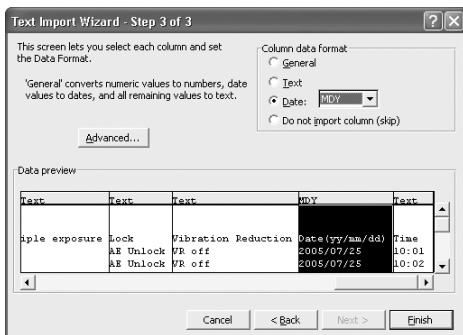 Text Import Wizard - Step 3 of 3
This screen lets you select each column and set
the Data Format.
'General' converts numeric values to numbers, date
values to dates, and all remaining values to text.
Advanced...
Column data format
General
Text
Date: MDY
Do not import column (skip)
Data preview
Text Text Text MDY Text
iple exposure Lock Vibration Reduction Date(yy/mm/dd) Time
AE Unlock VR off 2005/07/25 10:01
AE Unlock VR off 2005/07/25 10:02
Cancel < Back Next > Finish